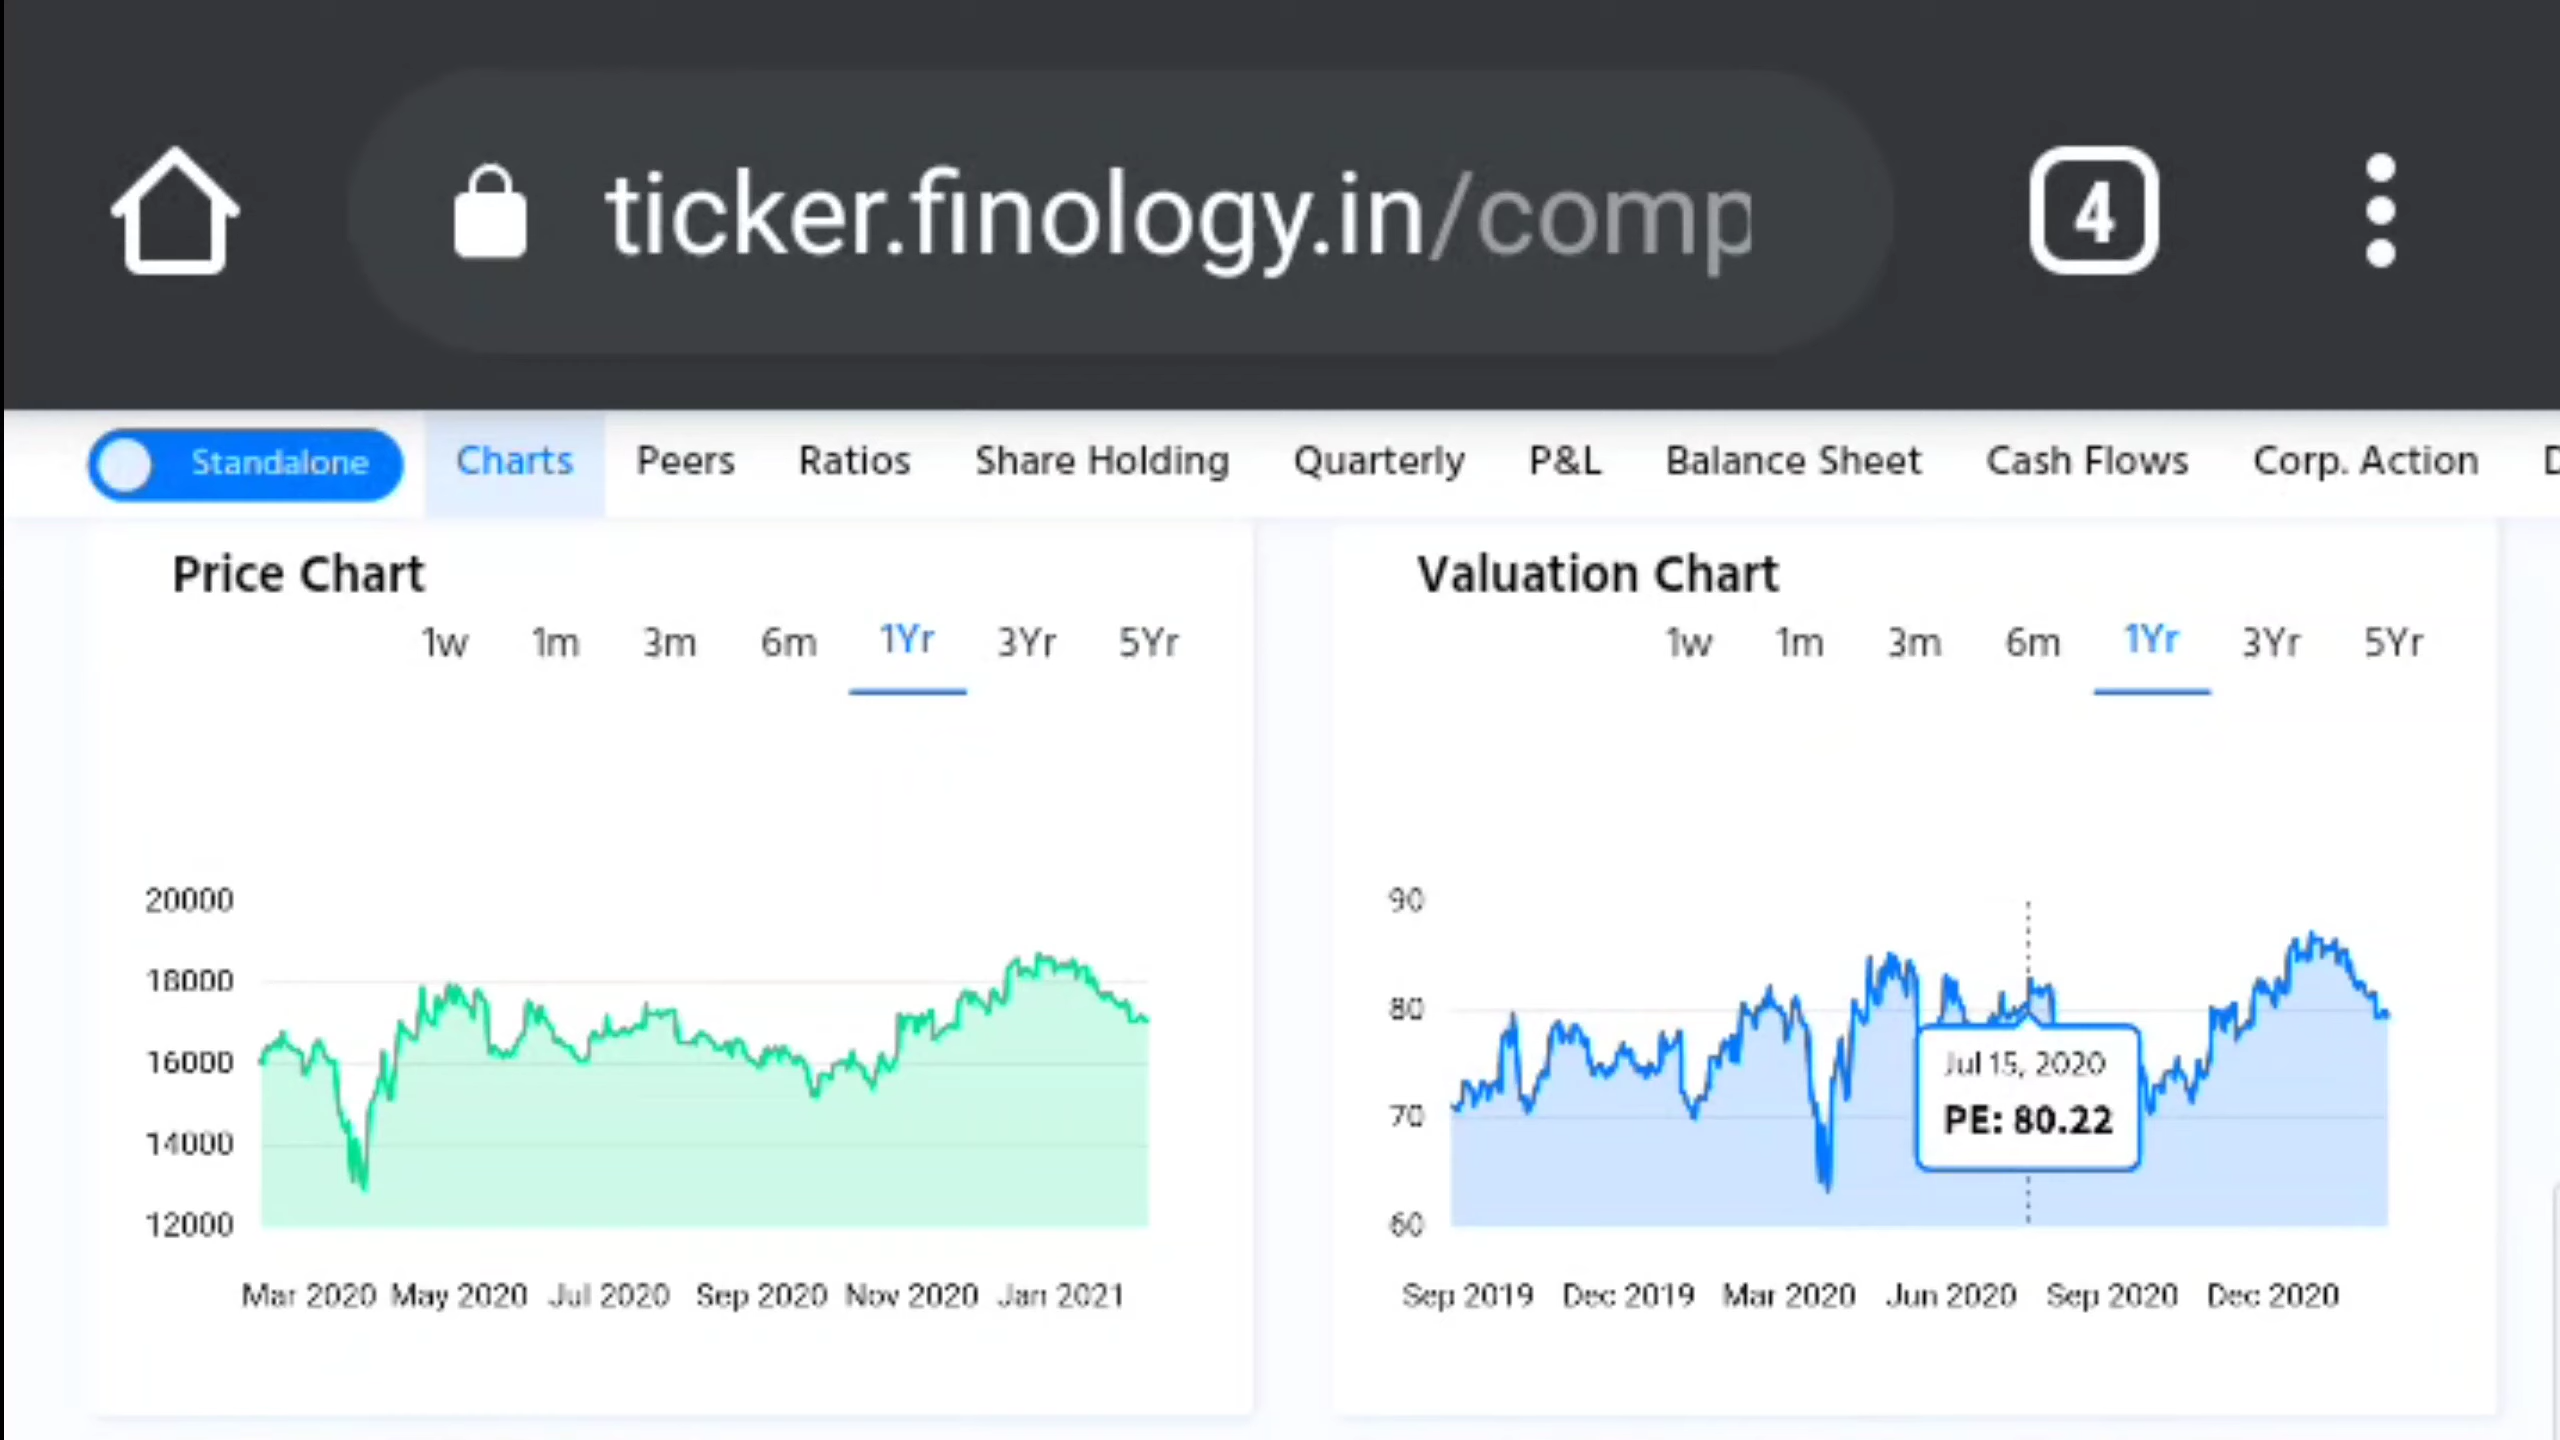 ticker.finology.in/comp
4
Standalone Charts Peers Ratios Share Holding Quarterly P&L Balance Sheet Cash Flows Corp. Action D
Price Chart
1w 1m 3m 6m 1Yr 3Yr 5Yr
20000
18000
16000
14000
12000
Mar 2020 May 2020 Jul 2020 Sep 2020 Nov 2020 Jan 2021
Valuation Chart
1w 1m 3m 6m 1Yr 3Yr 5Yr
90
80
70
60
Jul 15, 2020
PE: 80.22
Sep 2019 Dec 2019 Mar 2020 Jun 2020 Sep 2020 Dec 2020